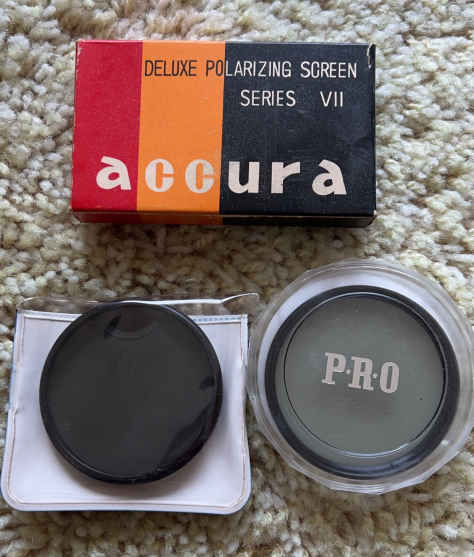 DELUXE POLARIZING SCREEN
SERIES VII
accura
P·R·O